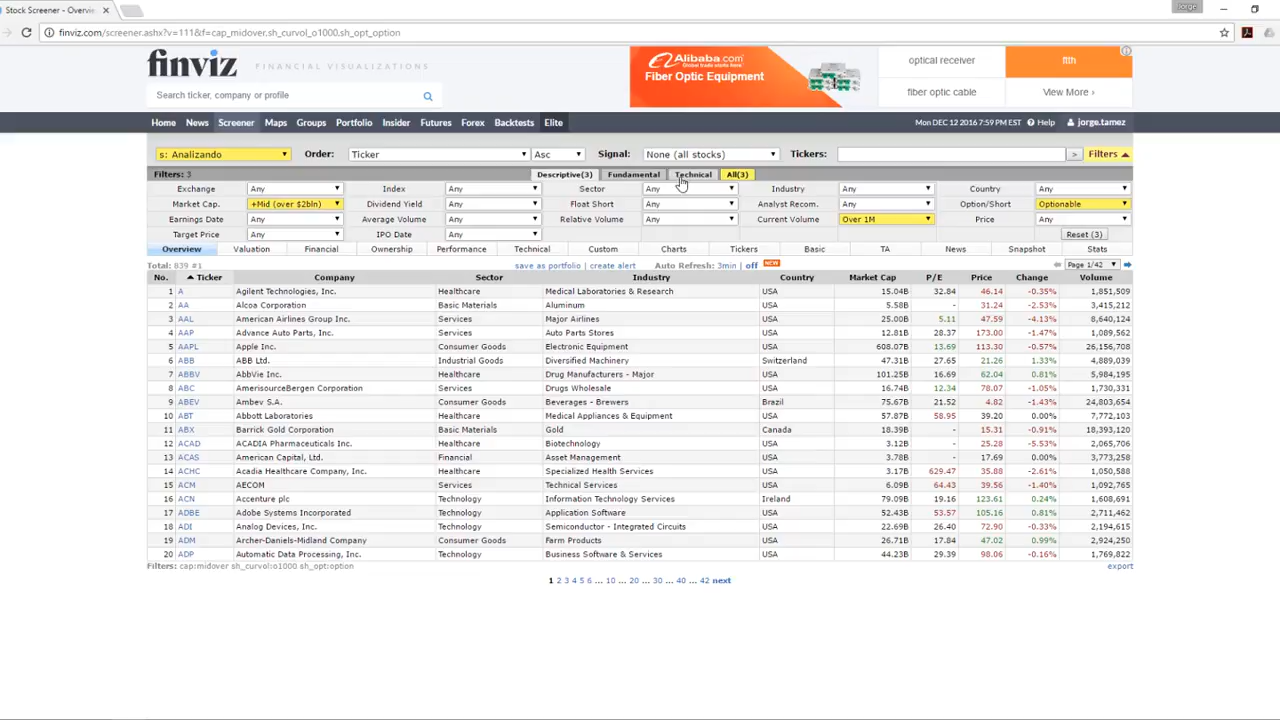 Stock Screener - Overvie
Jorge
finviz.com/screener.ashx?v=111&f=cap_midover,sh_curvol_o1000,sh_opt_option
finviz FINANCIAL VISUALIZATIONS
Search ticker, company or profile
Alibaba.com
Global trade starts here.™
Fiber Optic Equipment
optical receiver ftth
fiber optic cable View More ›
Home News Screener Maps Groups Portfolio Insider Futures Forex Backtests Elite MON DEC 12 2016 7:59 PM EST Help jorge.tamez
s: Analizando Order: Ticker Asc Signal: None (all stocks) Tickers: > Filters
Filters: 3 Descriptive(3) Fundamental Technical All(3)
Exchange Any Index Any Sector Any Industry Any Country Any
Market Cap. +Mid (over $2bln) Dividend Yield Any Float Short Any Analyst Recom. Any Option/Short Optionable
Earnings Date Any Average Volume Any Relative Volume Any Current Volume Over 1M Price Any
Target Price Any IPO Date Any Reset (3)
Overview Valuation Financial Ownership Performance Technical Custom Charts Tickers Basic TA News Snapshot Stats
Total: 839 #1 save as portfolio | create alert Auto Refresh: 3min | off NEW Page 1/42
No. Ticker Company Sector Industry Country Market Cap P/E Price Change Volume
1 A Agilent Technologies, Inc. Healthcare Medical Laboratories & Research USA 15.04B 32.84 46.14 -0.35% 1,851,509
2 AA Alcoa Corporation Basic Materials Aluminum USA 5.58B - 31.24 -2.53% 3,415,212
3 AAL American Airlines Group Inc. Services Major Airlines USA 25.00B 5.11 47.59 -4.13% 8,640,124
4 AAP Advance Auto Parts, Inc. Services Auto Parts Stores USA 12.81B 28.37 173.00 -1.47% 1,089,562
5 AAPL Apple Inc. Consumer Goods Electronic Equipment USA 608.07B 13.69 113.30 -0.57% 26,156,708
6 ABB ABB Ltd. Industrial Goods Diversified Machinery Switzerland 47.31B 27.65 21.26 1.33% 4,889,039
7 ABBV AbbVie Inc. Healthcare Drug Manufacturers - Major USA 101.25B 16.69 62.04 0.81% 5,984,195
8 ABC AmerisourceBergen Corporation Services Drugs Wholesale USA 16.74B 12.34 78.07 -1.05% 1,730,331
9 ABEV Ambev S.A. Consumer Goods Beverages - Brewers Brazil 75.67B 21.52 4.82 -1.43% 24,803,654
10 ABT Abbott Laboratories Healthcare Medical Appliances & Equipment USA 57.87B 58.95 39.20 0.00% 7,772,103
11 ABX Barrick Gold Corporation Basic Materials Gold Canada 18.39B - 15.31 -0.91% 18,393,120
12 ACAD ACADIA Pharmaceuticals Inc. Healthcare Biotechnology USA 3.12B - 25.28 -5.53% 2,065,706
13 ACAS American Capital, Ltd. Financial Asset Management USA 3.78B - 17.69 0.00% 3,773,258
14 ACHC Acadia Healthcare Company, Inc. Healthcare Specialized Health Services USA 3.17B 629.47 35.88 -2.61% 1,050,588
15 ACM AECOM Services Technical Services USA 6.09B 64.43 39.56 -1.40% 1,092,765
16 ACN Accenture plc Technology Information Technology Services Ireland 79.09B 19.16 123.61 0.24% 1,608,691
17 ADBE Adobe Systems Incorporated Technology Application Software USA 52.43B 53.57 105.16 0.81% 2,711,462
18 ADI Analog Devices, Inc. Technology Semiconductor - Integrated Circuits USA 22.69B 26.40 72.90 -0.33% 2,194,615
19 ADM Archer-Daniels-Midland Company Consumer Goods Farm Products USA 26.71B 17.84 47.02 0.99% 2,924,250
20 ADP Automatic Data Processing, Inc. Technology Business Software & Services USA 44.23B 29.39 98.06 -0.16% 1,769,822
Filters: cap:midover sh_curvol:o1000 sh_opt:option export
1 2 3 4 5 6 ... 10 ... 20 ... 30 ... 40 ... 42 next